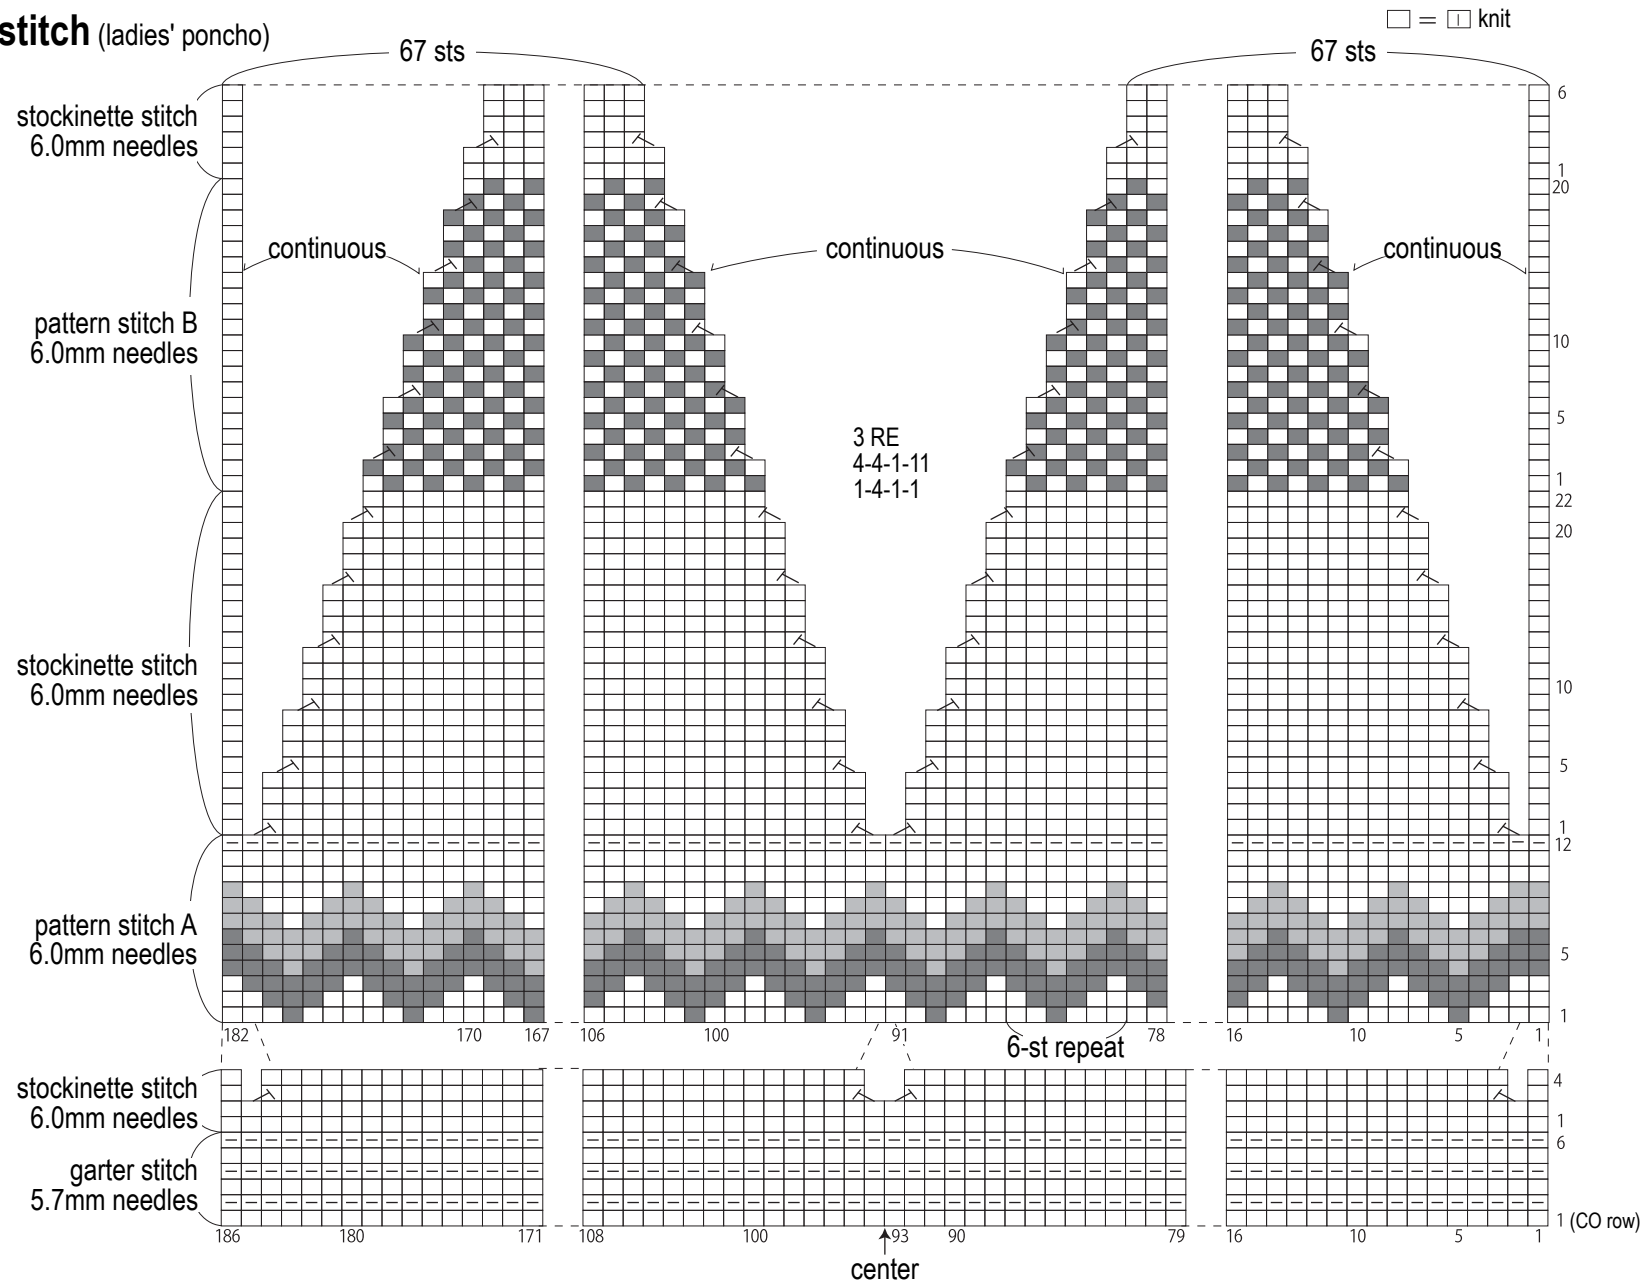 stitch (ladies' poncho)
= knit
67 sts
67 sts
stockinette stitch
6.0mm needles
6
1
20
continuous
continuous
continuous
pattern stitch B
6.0mm needles
10
3 RE
4-4-1-11
1-4-1-1
5
1
22
20
stockinette stitch
6.0mm needles
10
5
1
12
pattern stitch A
6.0mm needles
5
1
182 170 167 106 100 91 78 16 10 5 1
6-st repeat
stockinette stitch
6.0mm needles
4
1
6
garter stitch
5.7mm needles
1 (CO row)
186 180 171 108 100 93 90 79 16 10 5 1
center